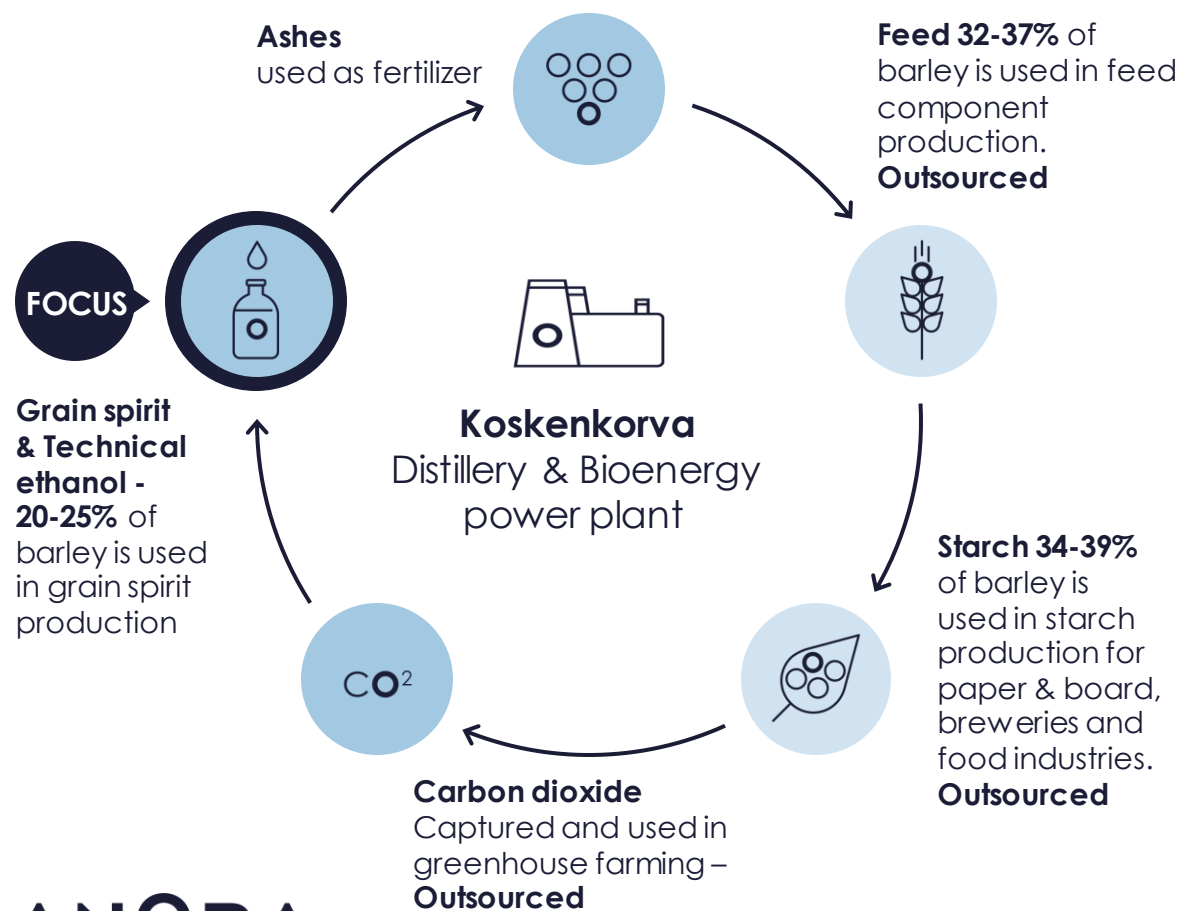 Ashes
used as fertilizer
Feed 32-37% of
barley is used in feed
component
production.
Outsourced
FOCUS
Koskenkorva
Distillery & Bioenergy
power plant
Grain spirit
& Technical
ethanol -
20-25% of
barley is used
in grain spirit
production
Starch 34-39%
of barley is
used in starch
production for
paper & board,
breweries and
food industries.
Outsourced
CO²
Carbon dioxide
Captured and used in
greenhouse farming –
Outsourced